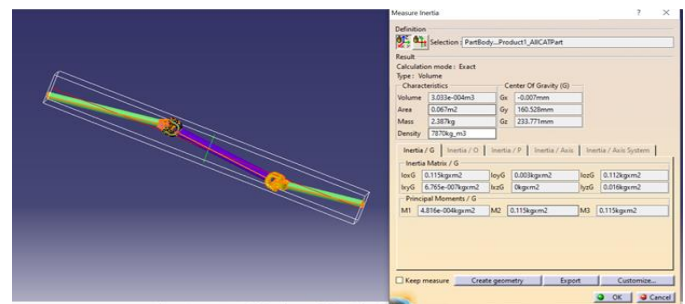 Measure Inertia ? ×
Definition
Selection : PartBody...Product1_AllCATPart
Result
Calculation mode : Exact
Type : Volume
Characteristics Center Of Gravity (G)
Volume 3.033e-004m3 Gx -0.007mm
Area 0.067m2 Gy 160.528mm
Mass 2.387kg Gz 233.771mm
Density 7870kg_m3
Inertia / G Inertia / O Inertia / P Inertia / Axis Inertia / Axis System
Inertia Matrix / G
IoxG 0.115kgxm2 IoyG 0.003kgxm2 IozG 0.112kgxm2
IxyG 6.765e-007kgxm2 IxzG 0kgxm2 IyzG 0.016kgxm2
Principal Moments / G
M1 4.816e-004kgxm2 M2 0.115kgxm2 M3 0.115kgxm2
Keep measure Create geometry Export Customize...
OK Cancel